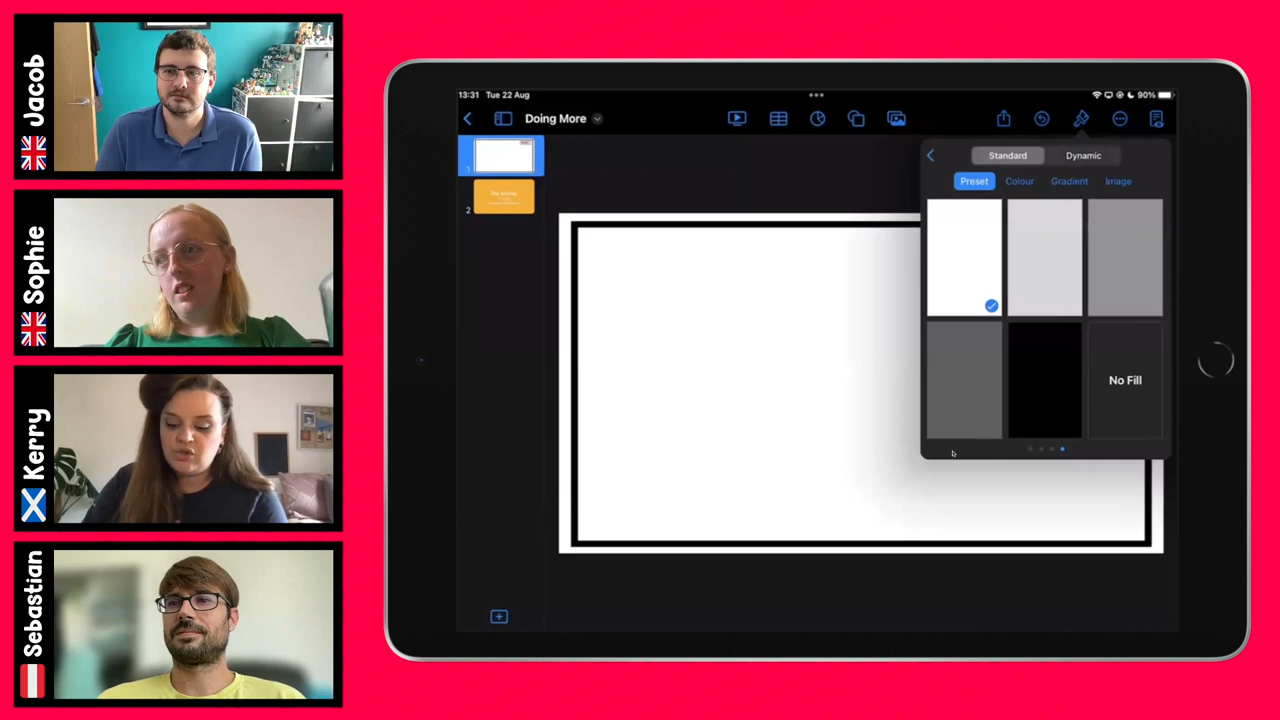 Jacob
Sophie
Kerry
Sebastian
13:31 Tue 22 Aug
90%
Doing More
Standard Dynamic
Preset Colour Gradient Image
No Fill
1
2